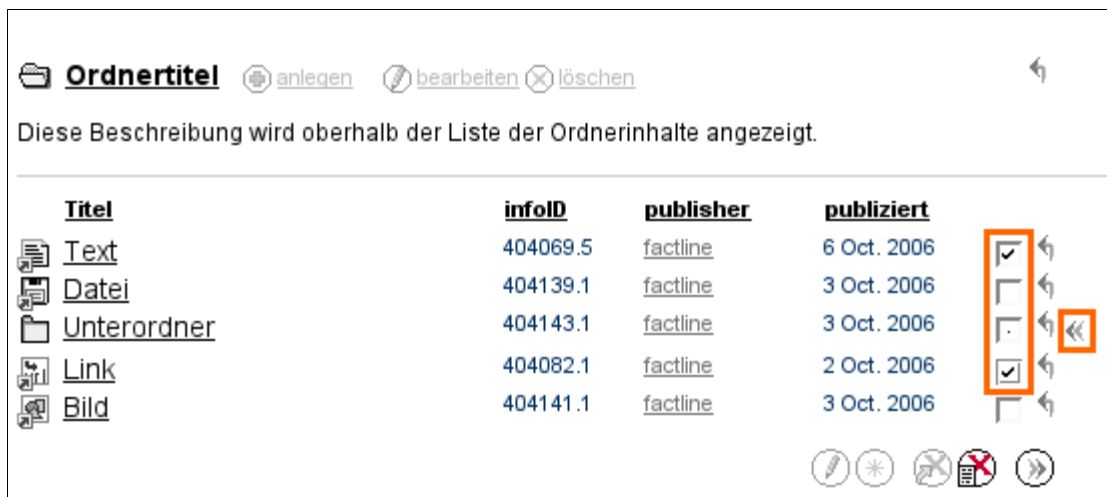 Ordnertitel anlegen bearbeiten löschen
Diese Beschreibung wird oberhalb der Liste der Ordnerinhalte angezeigt.
Titel infoID publisher publiziert
Text 404069.5 factline 6 Oct. 2006
Datei 404139.1 factline 3 Oct. 2006
Unterordner 404143.1 factline 3 Oct. 2006
Link 404082.1 factline 2 Oct. 2006
Bild 404141.1 factline 3 Oct. 2006